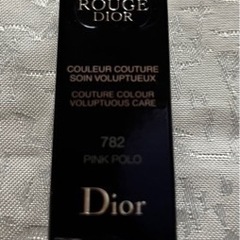 ROUGE
DIOR
COULEUR COUTURE
SOIN VOLUPTUEUX
COUTURE COLOUR
VOLUPTUOUS CARE
782
PINK POLO
Dior